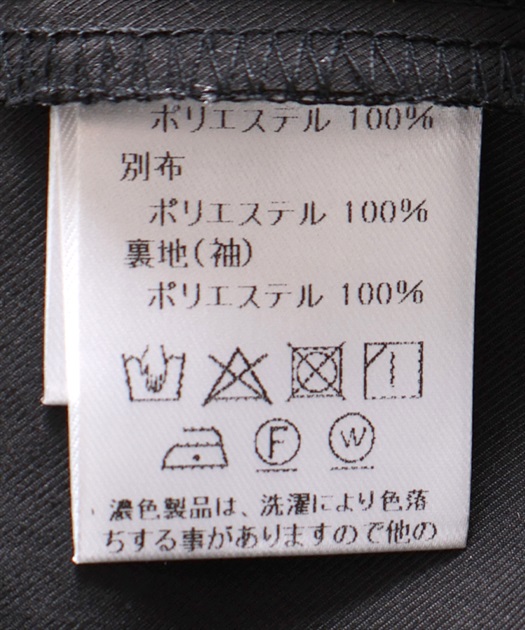 ポリエステル 100%
別布
ポリエステル 100%
裏地(袖)
ポリエステル 100%
F W
濃色製品は、洗濯により色落
ちする事がありますので他の